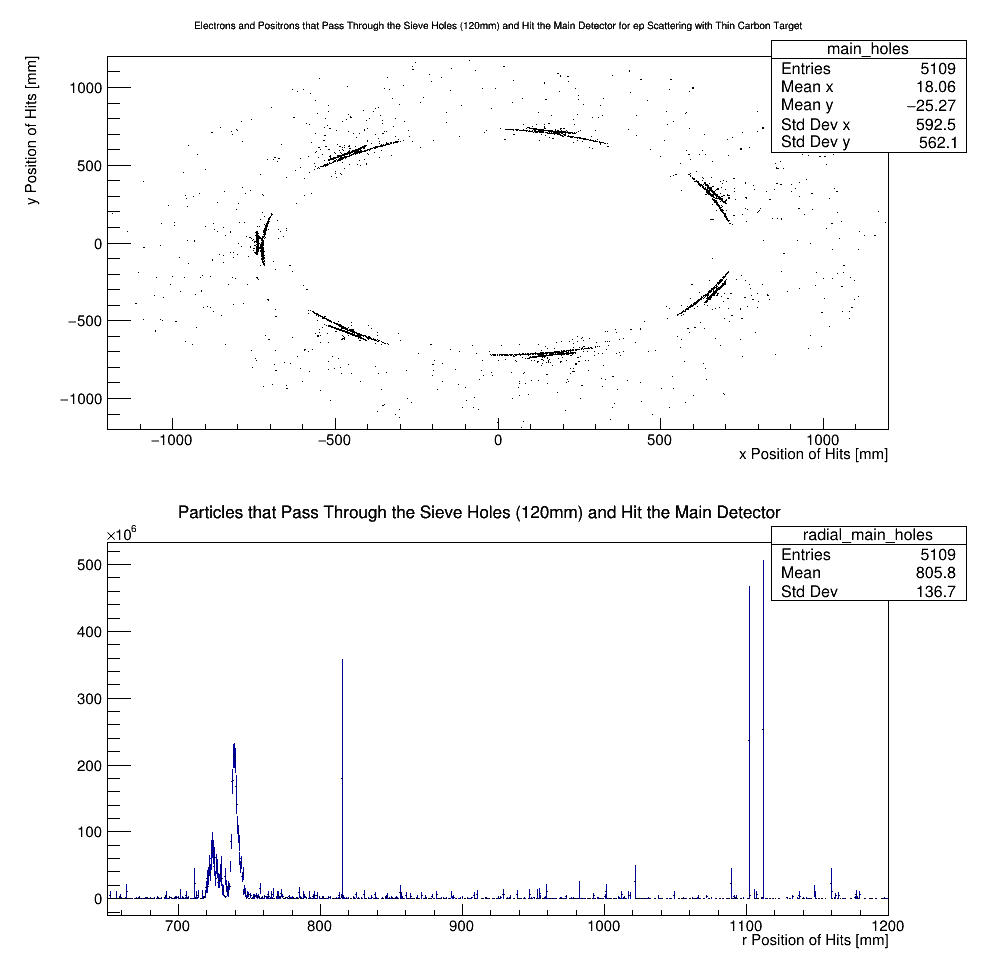 Electrons and Positrons that Pass Through the Sieve Holes (120mm) and Hit the Main Detector for ep Scattering with Thin Carbon Target
main_holes
Entries 5109
Mean x 18.06
Mean y −25.27
Std Dev x 592.5
Std Dev y 562.1
y Position of Hits [mm]
1000
500
0
−500
−1000
−1000 −500 0 500 1000
x Position of Hits [mm]
Particles that Pass Through the Sieve Holes (120mm) and Hit the Main Detector
×10^6
radial_main_holes
Entries 5109
Mean 805.8
Std Dev 136.7
500
400
300
200
100
0
700 800 900 1000 1100 1200
r Position of Hits [mm]